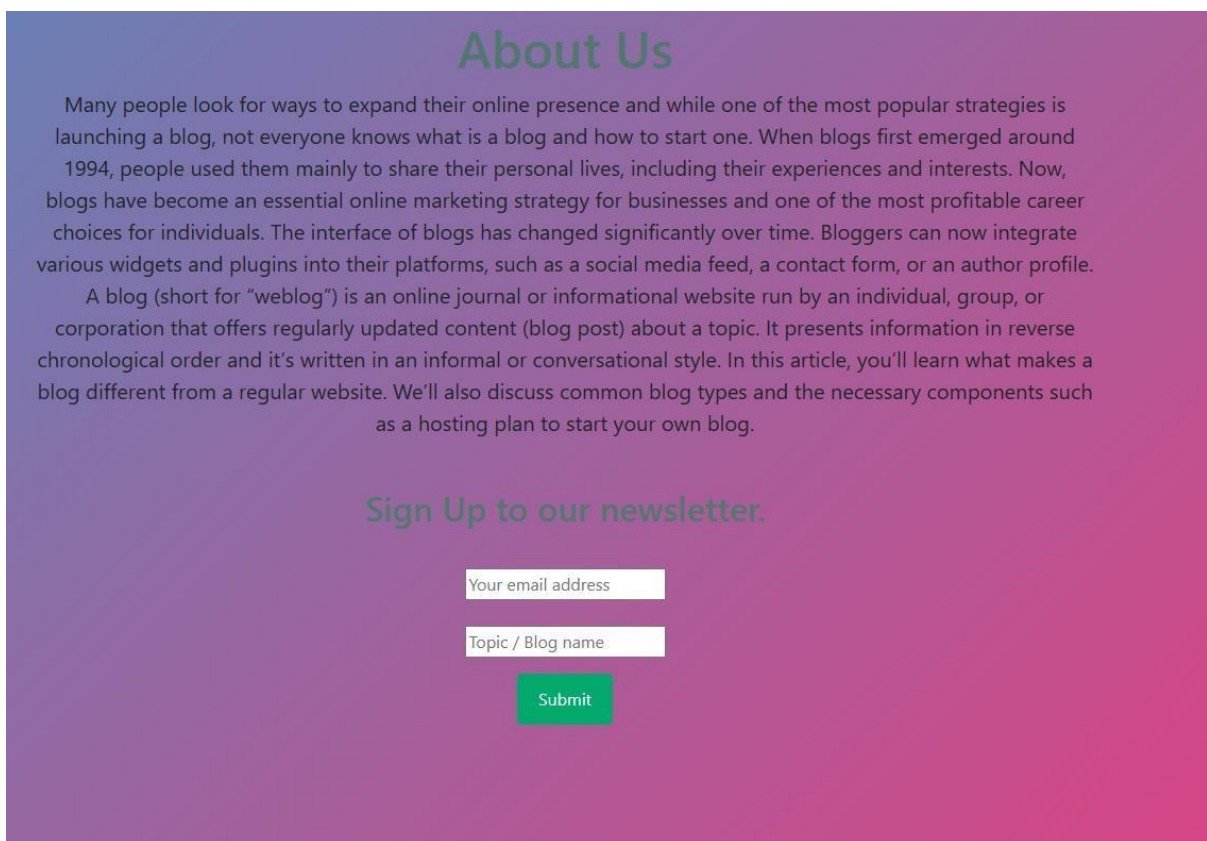 About Us
Many people look for ways to expand their online presence and while one of the most popular strategies is
launching a blog, not everyone knows what is a blog and how to start one. When blogs first emerged around
1994, people used them mainly to share their personal lives, including their experiences and interests. Now,
blogs have become an essential online marketing strategy for businesses and one of the most profitable career
choices for individuals. The interface of blogs has changed significantly over time. Bloggers can now integrate
various widgets and plugins into their platforms, such as a social media feed, a contact form, or an author profile.
A blog (short for “weblog”) is an online journal or informational website run by an individual, group, or
corporation that offers regularly updated content (blog post) about a topic. It presents information in reverse
chronological order and it’s written in an informal or conversational style. In this article, you’ll learn what makes a
blog different from a regular website. We’ll also discuss common blog types and the necessary components such
as a hosting plan to start your own blog.
Sign Up to our newsletter.
Your email address
Topic / Blog name
Submit